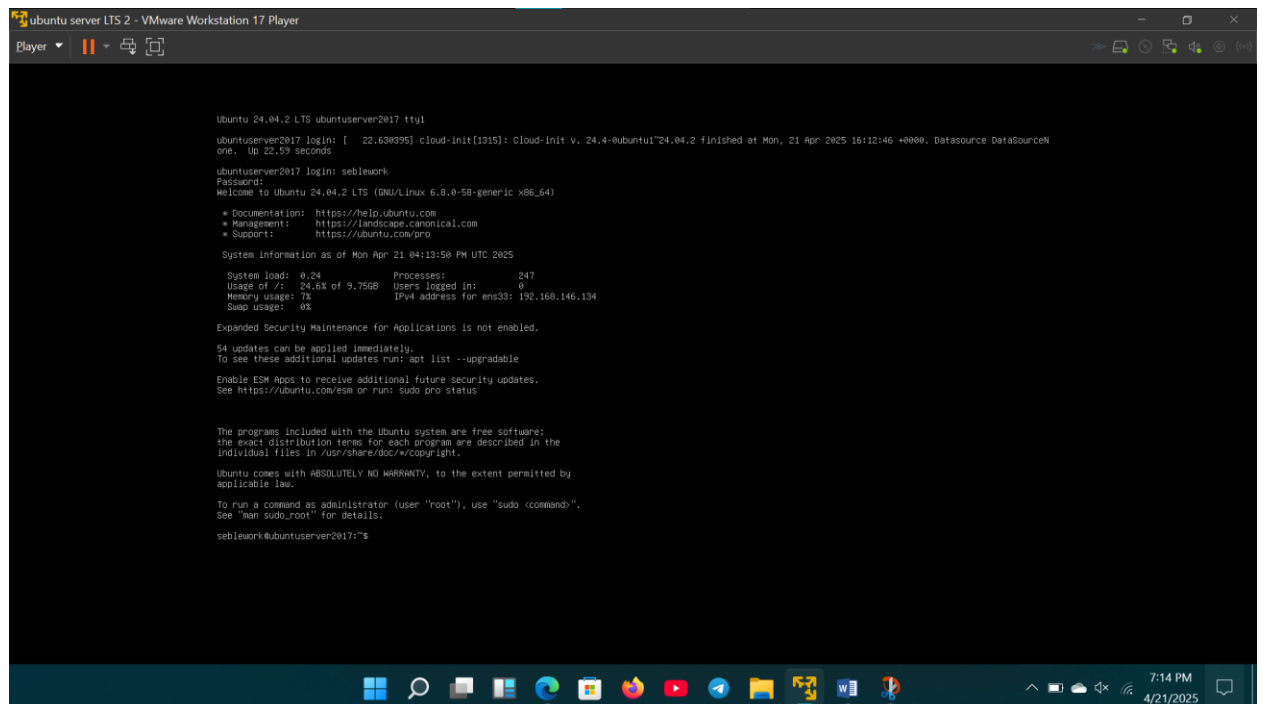 ubuntu server LTS 2 - VMware Workstation 17 Player
Player
Ubuntu 24.04.2 LTS ubuntuserver2017 tty1
ubuntuserver2017 login: [   22.630395] cloud-init[1315]: Cloud-init v. 24.4-0ubuntu1~24.04.2 finished at Mon, 21 Apr 2025 16:12:46 +0000. Datasource DataSourceN
one.  Up 22.59 seconds
ubuntuserver2017 login: seblework
Password:
Welcome to Ubuntu 24.04.2 LTS (GNU/Linux 6.8.0-58-generic x86_64)
* Documentation:  https://help.ubuntu.com
* Management:     https://landscape.canonical.com
* Support:        https://ubuntu.com/pro
System information as of Mon Apr 21 04:13:50 PM UTC 2025
System load:  0.24               Processes:              247
Usage of /:   24.6% of 9.75GB   Users logged in:        0
Memory usage: 7%                 IPv4 address for ens33: 192.168.146.134
Swap usage:   0%
Expanded Security Maintenance for Applications is not enabled.
54 updates can be applied immediately.
To see these additional updates run: apt list --upgradable
Enable ESM Apps to receive additional future security updates.
See https://ubuntu.com/esm or run: sudo pro status
The programs included with the Ubuntu system are free software;
the exact distribution terms for each program are described in the
individual files in /usr/share/doc/*/copyright.
Ubuntu comes with ABSOLUTELY NO WARRANTY, to the extent permitted by
applicable law.
To run a command as administrator (user "root"), use "sudo <command>".
See "man sudo_root" for details.
seblework@ubuntuserver2017:~$
7:14 PM
4/21/2025